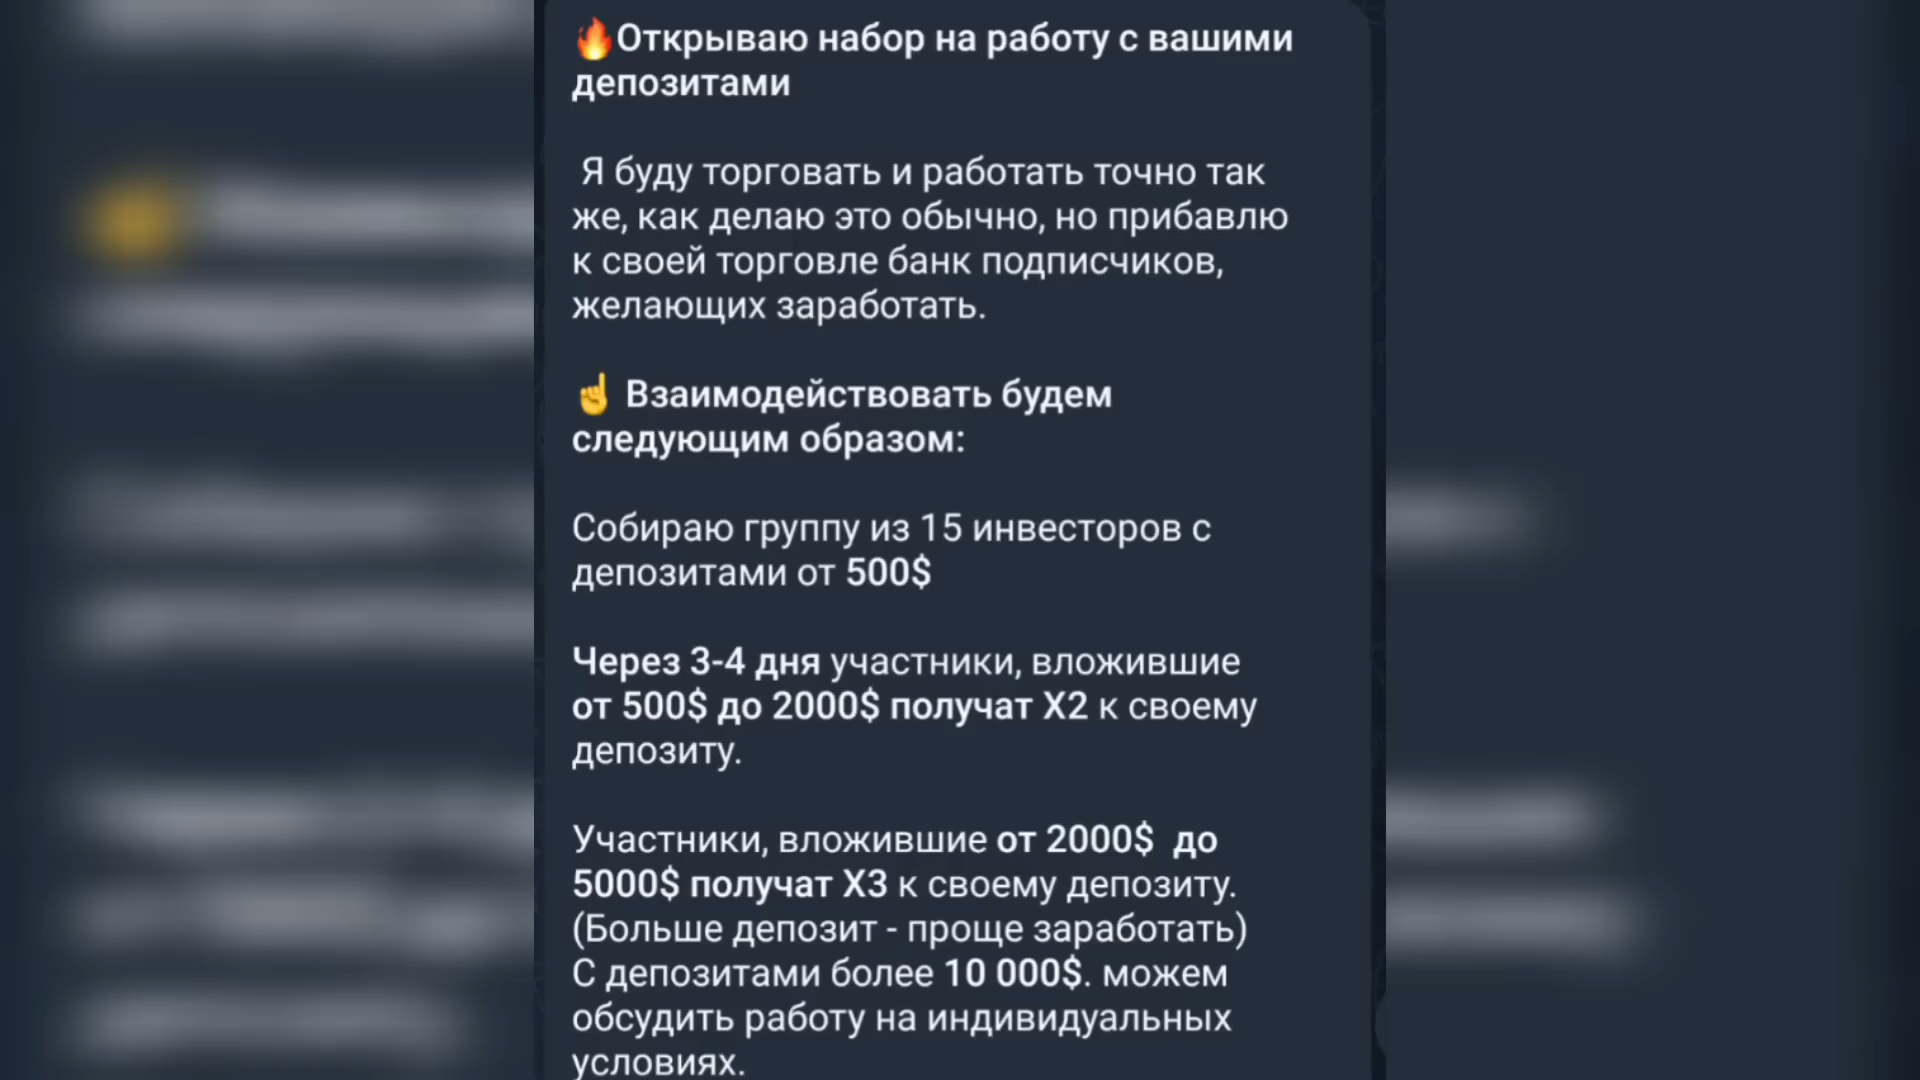 🔥Открываю набор на работу с вашими
депозитами
Я буду торговать и работать точно так
же, как делаю это обычно, но прибавлю
к своей торговле банк подписчиков,
желающих заработать.
☝️ Взаимодействовать будем
следующим образом:
Собираю группу из 15 инвесторов с
депозитами от 500$
Через 3-4 дня участники, вложившие
от 500$ до 2000$ получат Х2 к своему
депозиту.
Участники, вложившие от 2000$  до
5000$ получат Х3 к своему депозиту.
(Больше депозит - проще заработать)
С депозитами более 10 000$. можем
обсудить работу на индивидуальных
условиях.